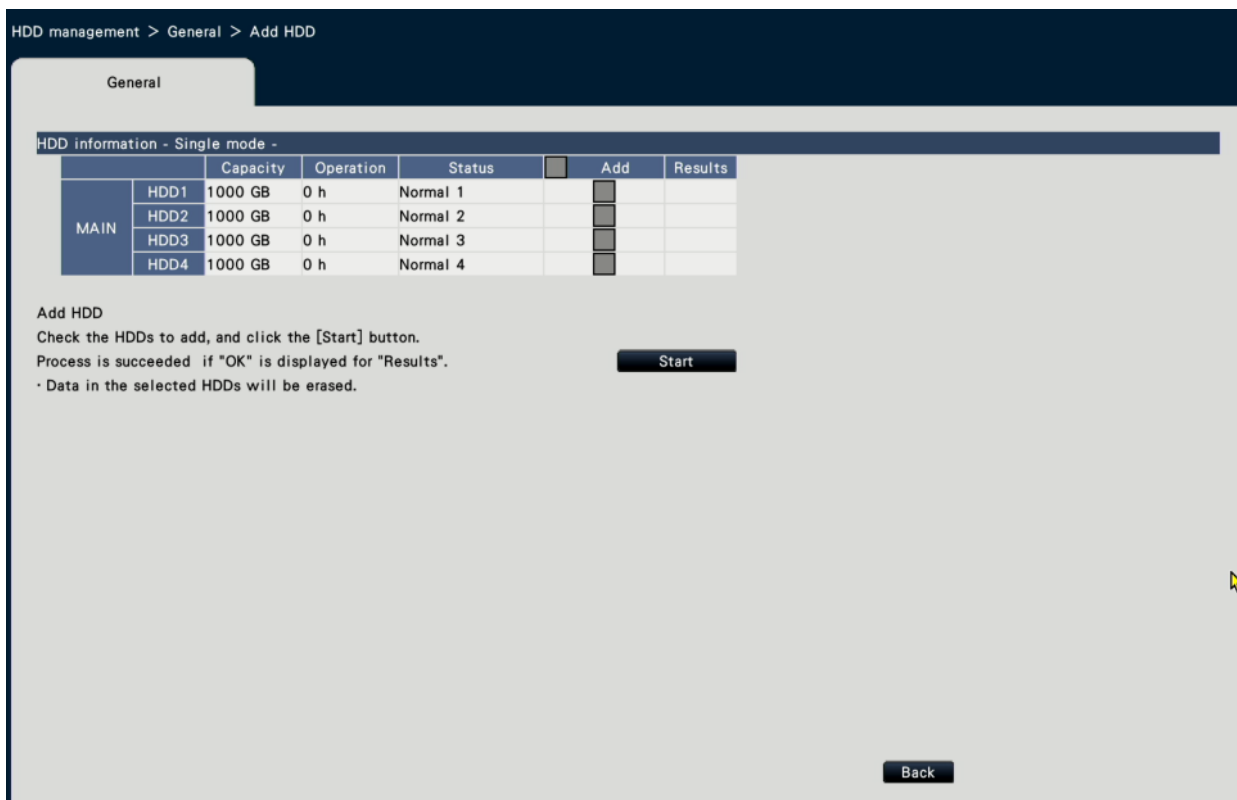 HDD management > General > Add HDD
General
HDD information - Single mode -
Capacity Operation Status Add Results
MAIN
HDD1 1000 GB 0 h Normal 1
HDD2 1000 GB 0 h Normal 2
HDD3 1000 GB 0 h Normal 3
HDD4 1000 GB 0 h Normal 4
Add HDD
Check the HDDs to add, and click the [Start] button.
Process is succeeded if "OK" is displayed for "Results".
Start
· Data in the selected HDDs will be erased.
Back